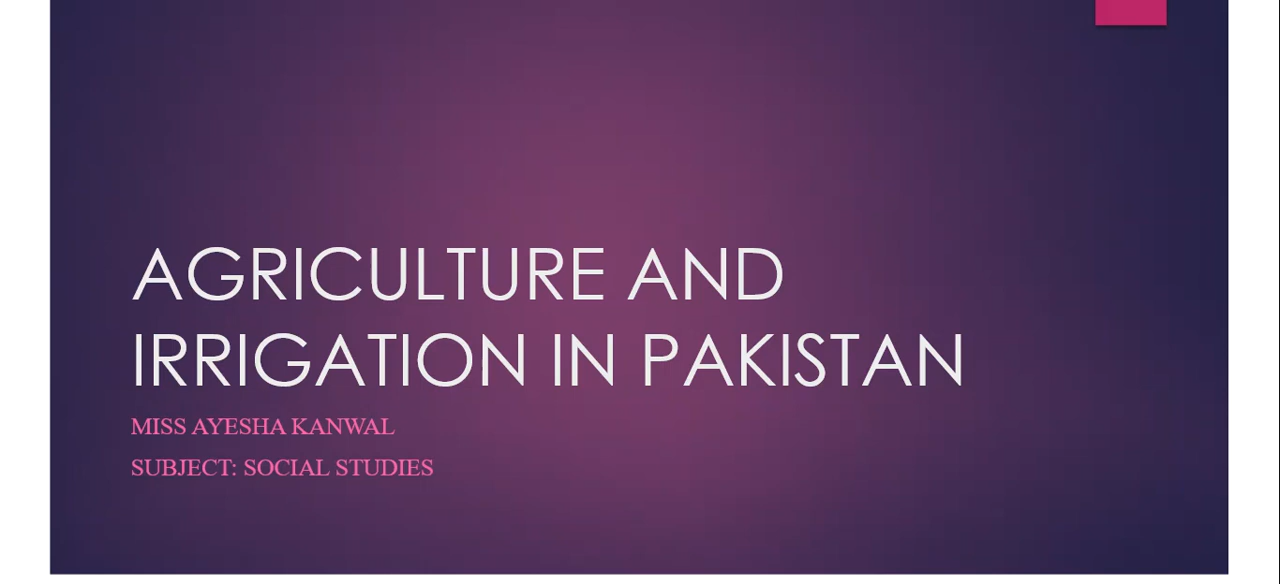 AGRICULTURE AND
IRRIGATION IN PAKISTAN
MISS AYESHA KANWAL
SUBJECT: SOCIAL STUDIES